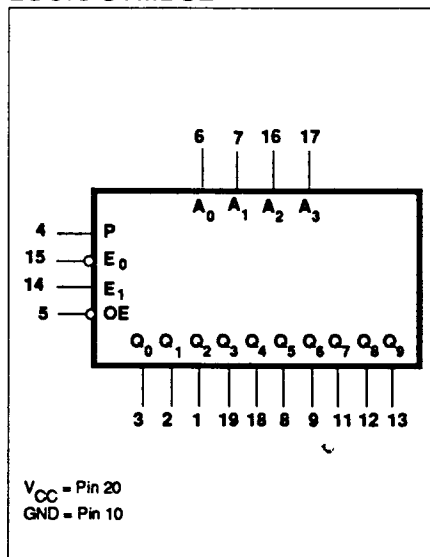 6 7 16 17
A0 A1 A2 A3
4 P
15 E0
14 E1
5 OE
Q0 Q1 Q2 Q3 Q4 Q5 Q6 Q7 Q8 Q9
3 2 1 19 18 8 9 11 12 13
VCC = Pin 20
GND = Pin 10